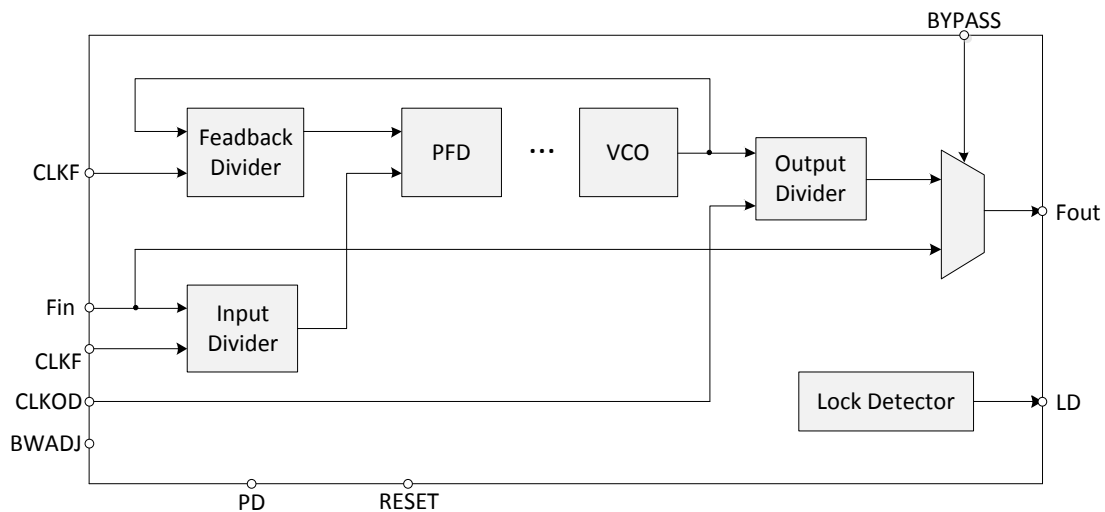 BYPASS
Feadback
Divider
PFD
...
VCO
Output
Divider
CLKF
Fout
Fin
Input
Divider
CLKF
CLKOD
Lock Detector
LD
BWADJ
PD
RESET